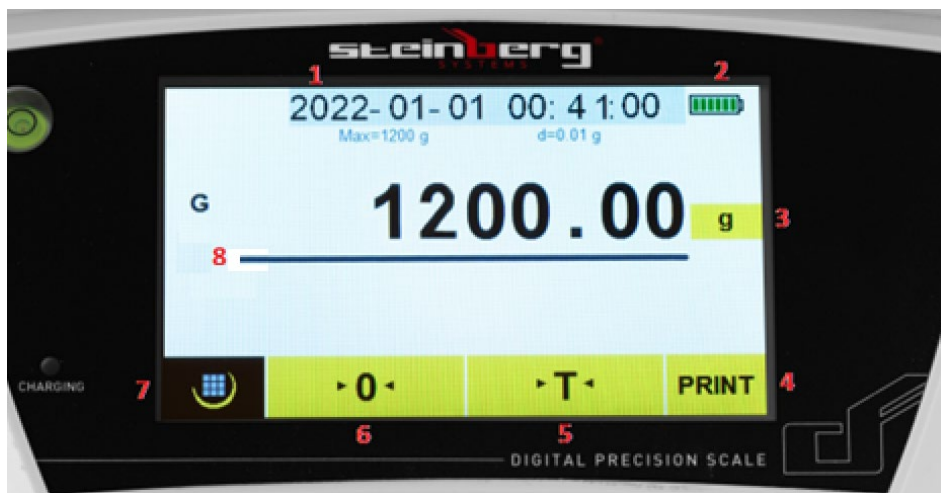 steinberg
SYSTEMS
1
2
2022-01-01 00:41:00
Max=1200 g d=0.01 g
G 1200.00 g 3
8
CHARGING 7 ▸0◂ ▸T◂ PRINT 4
6 5
DIGITAL PRECISION SCALE